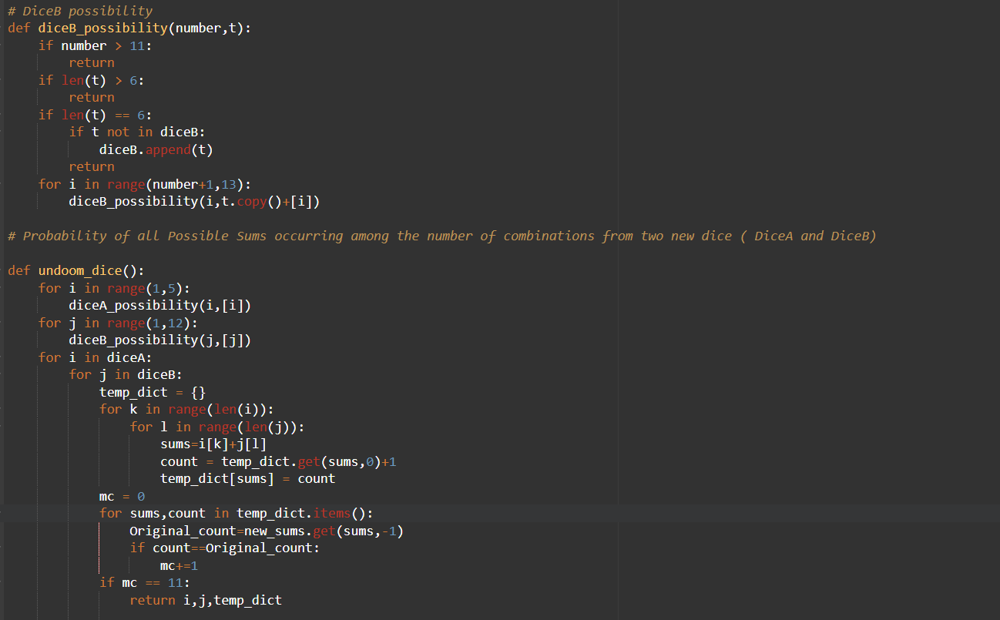 # DiceB possibility
def diceB_possibility(number,t):
    if number > 11:
        return
    if len(t) > 6:
        return
    if len(t) == 6:
        if t not in diceB:
            diceB.append(t)
        return
    for i in range(number+1,13):
        diceB_possibility(i,t.copy()+[i])

# Probability of all Possible Sums occurring among the number of combinations from two new dice ( DiceA and DiceB)

def undoom_dice():
    for i in range(1,5):
        diceA_possibility(i,[i])
    for j in range(1,12):
        diceB_possibility(j,[j])
    for i in diceA:
        for j in diceB:
            temp_dict = {}
            for k in range(len(i)):
                for l in range(len(j)):
                    sums=i[k]+j[l]
                    count = temp_dict.get(sums,0)+1
                    temp_dict[sums] = count
            mc = 0
            for sums,count in temp_dict.items():
                Original_count=new_sums.get(sums,-1)
                if count==Original_count:
                    mc+=1
            if mc == 11:
                return i,j,temp_dict